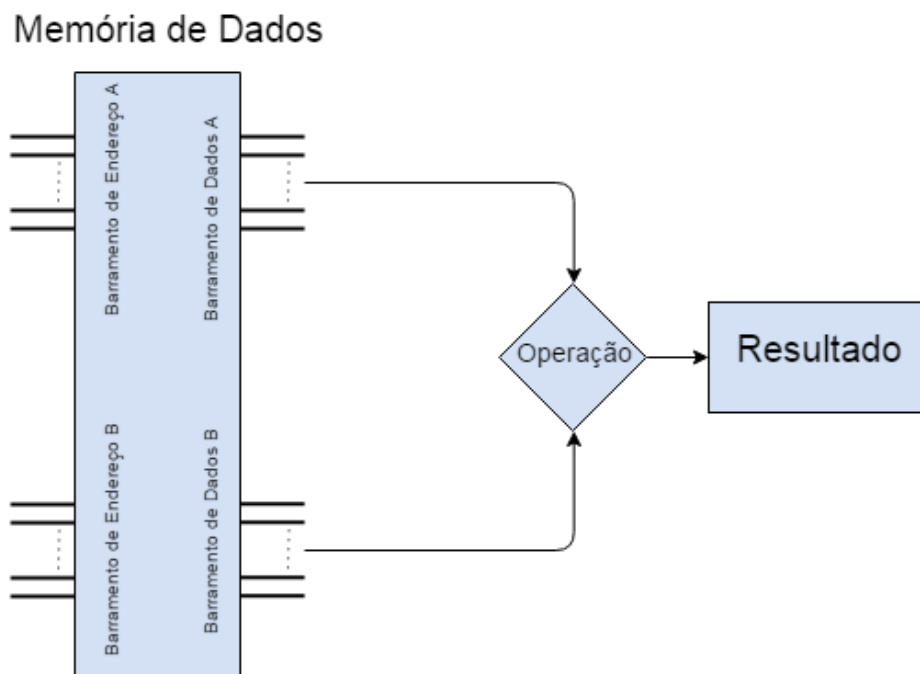 Memória de Dados
Barramento de Endereço A
Barramento de Dados A
Operação
Resultado
Barramento de Endereço B
Barramento de Dados B